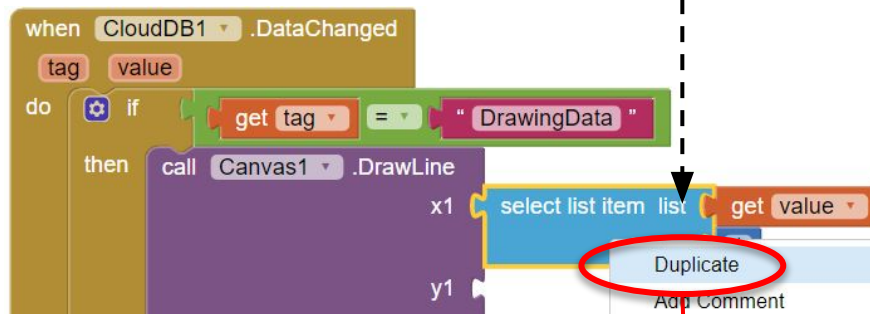 when CloudDB1 .DataChanged
tag value
do if get tag = " DrawingData "
then call Canvas1 .DrawLine
x1 select list item list get value
Duplicate
y1 Add Comment